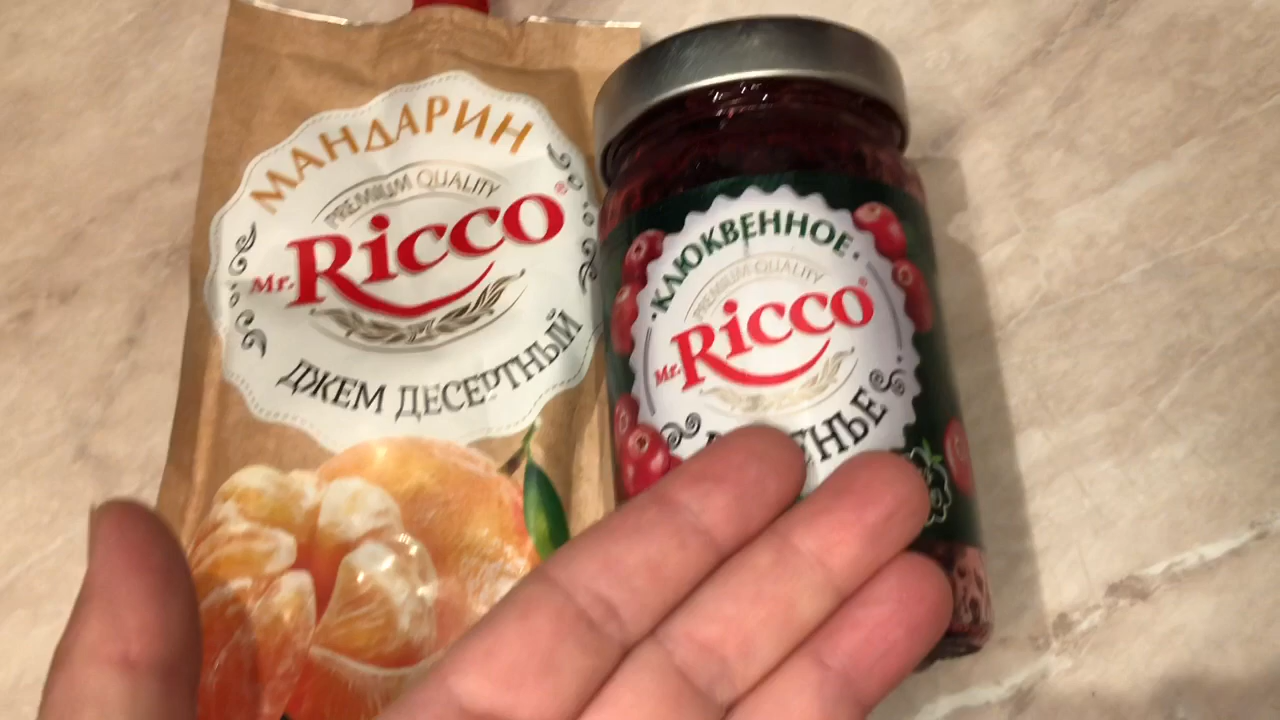 МАНДАРИН
PREMIUM QUALITY
Mr. Ricco®
ДЖЕМ ДЕСЕРТНЫЙ
КЛЮКВЕННОЕ
PREMIUM QUALITY
Mr. Ricco®